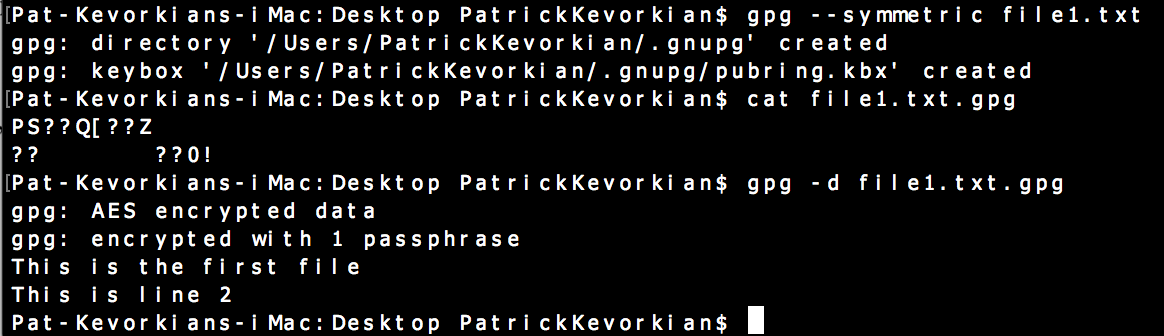 [Pat-Kevorkians-iMac:Desktop PatrickKevorkian$ gpg --symmetric file1.txt
gpg: directory '/Users/PatrickKevorkian/.gnupg' created
gpg: keybox '/Users/PatrickKevorkian/.gnupg/pubring.kbx' created
[Pat-Kevorkians-iMac:Desktop PatrickKevorkian$ cat file1.txt.gpg
PS??Q[??Z
??         ??0!
[Pat-Kevorkians-iMac:Desktop PatrickKevorkian$ gpg -d file1.txt.gpg
gpg: AES encrypted data
gpg: encrypted with 1 passphrase
This is the first file
This is line 2
Pat-Kevorkians-iMac:Desktop PatrickKevorkian$